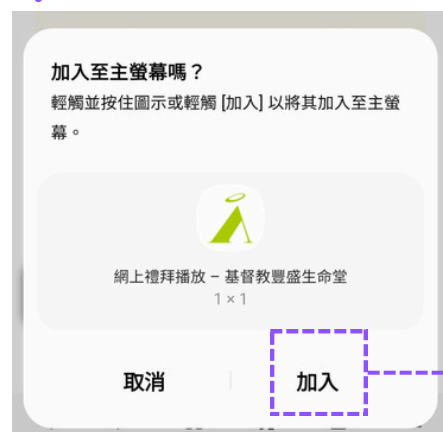 加入至主螢幕嗎？
輕觸並按住圖示或輕觸 [加入] 以將其加入至主螢
幕。
網上禮拜播放 – 基督教豐盛生命堂
1 × 1
取消
加入